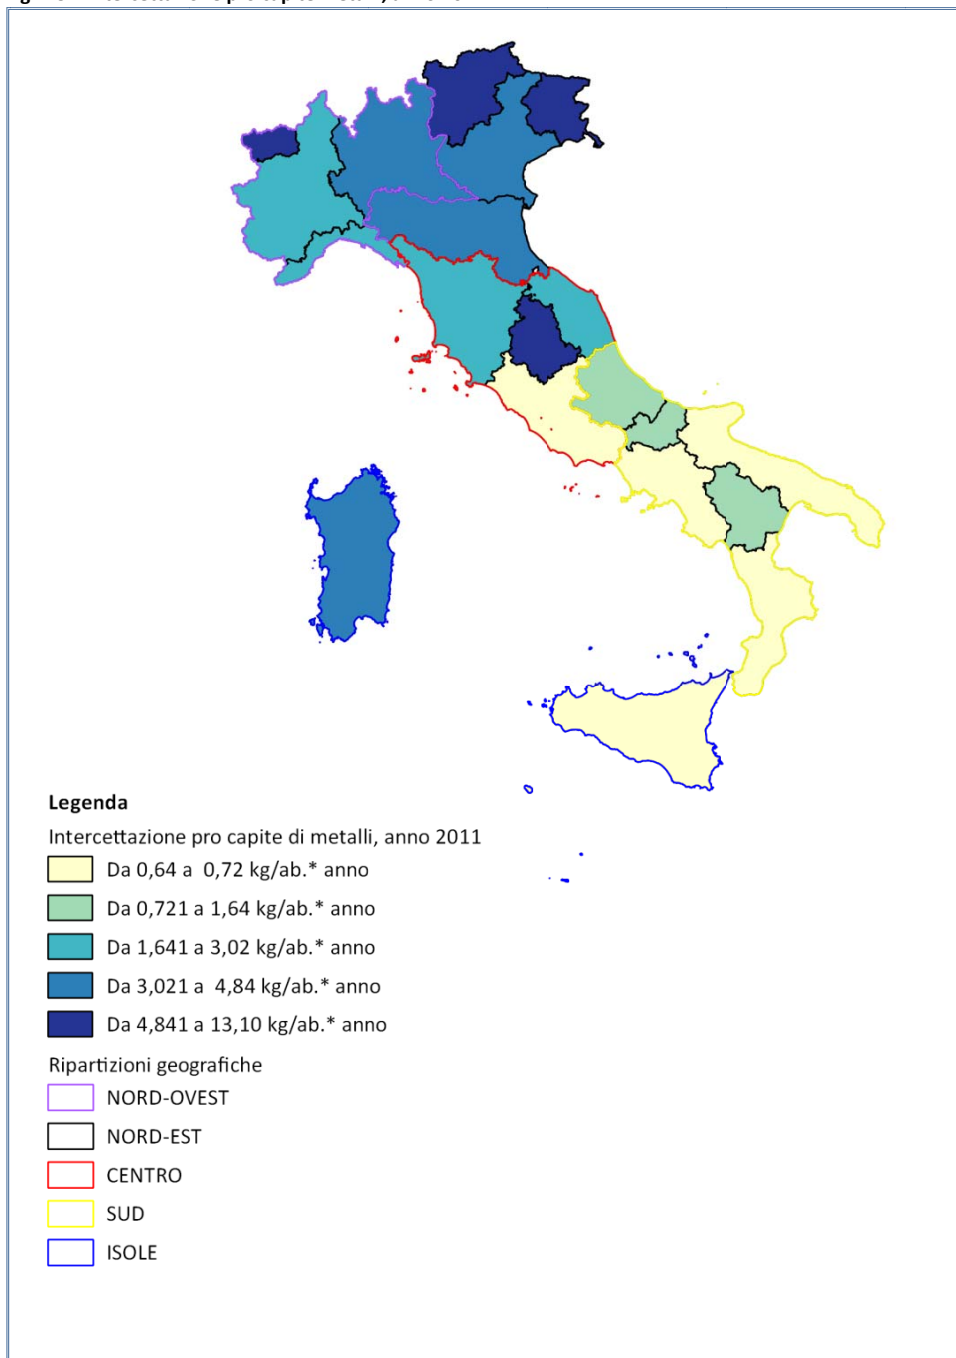 Legenda
Intercettazione pro capite di metalli, anno 2011
Da 0,64 a  0,72 kg/ab.* anno
Da 0,721 a 1,64 kg/ab.* anno
Da 1,641 a 3,02 kg/ab.* anno
Da 3,021 a  4,84 kg/ab.* anno
Da 4,841 a 13,10 kg/ab.* anno
Ripartizioni geografiche
NORD-OVEST
NORD-EST
CENTRO
SUD
ISOLE